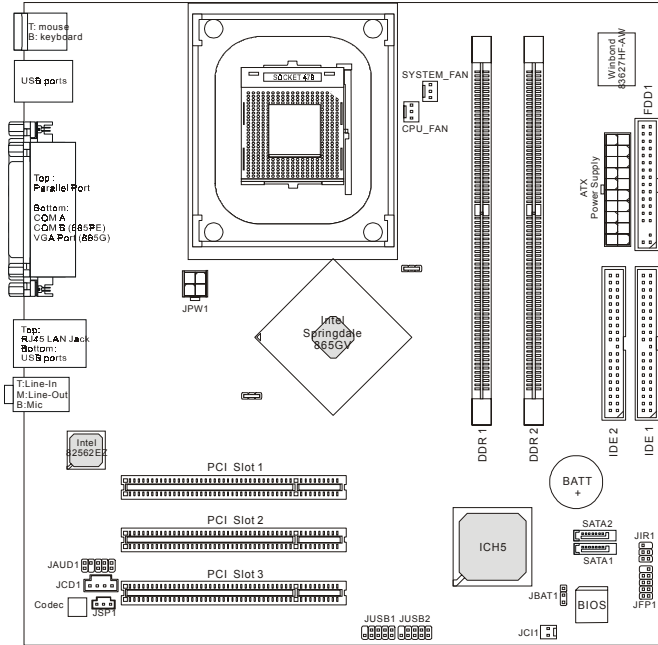 T: mouse
B: keyboard
USB ports
Top :
Parallel Port
Bottom:
COM A
COM B (865PE)
VGA Port (865G)
Top:
RJ45 LAN Jack
Bottom:
USB ports
T:Line-In
M:Line-Out
B:Mic
SOCKET 478
SYSTEM_FAN
CPU_FAN
Winbond
83627HF-AW
FDD1
ATX
Power Supply
JPW1
Intel
Springdale
865GV
DDR 1
DDR 2
IDE 2
IDE 1
Intel
82562EZ
PCI Slot 1
PCI Slot 2
PCI Slot 3
BATT
+
ICH5
SATA2
SATA1
JIR1
JFP1
JAUD1
JCD1
Codec
JSP1
JBAT1
BIOS
JUSB1
JUSB2
JCI1